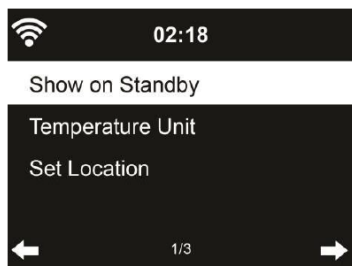 02:18
Show on Standby
Temperature Unit
Set Location
1/3